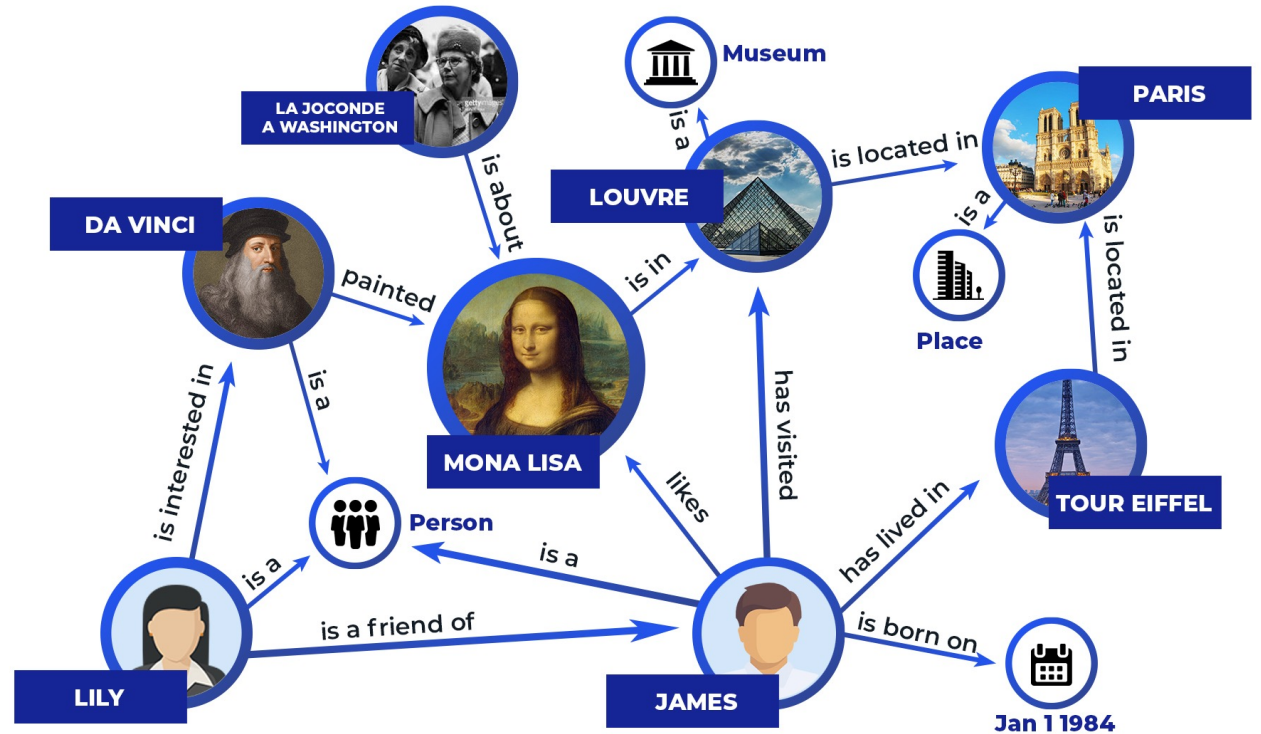 Museum
PARIS
LA JOCONDE
A WASHINGTON
gettyimages
is a
is located in
is about
LOUVRE
is a
DA VINCI
painted
is in
is located in
Place
is a
has visited
is interested in
MONA LISA
likes
has lived in
TOUR EIFFEL
Person
is a
is a
is a friend of
is born on
LILY
JAMES
Jan 1 1984